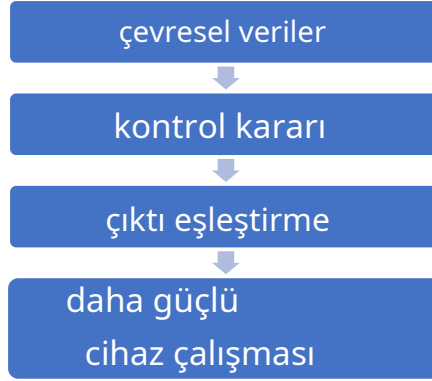 çevresel veriler
kontrol kararı
çıktı eşleştirme
daha güçlü
cihaz çalışması